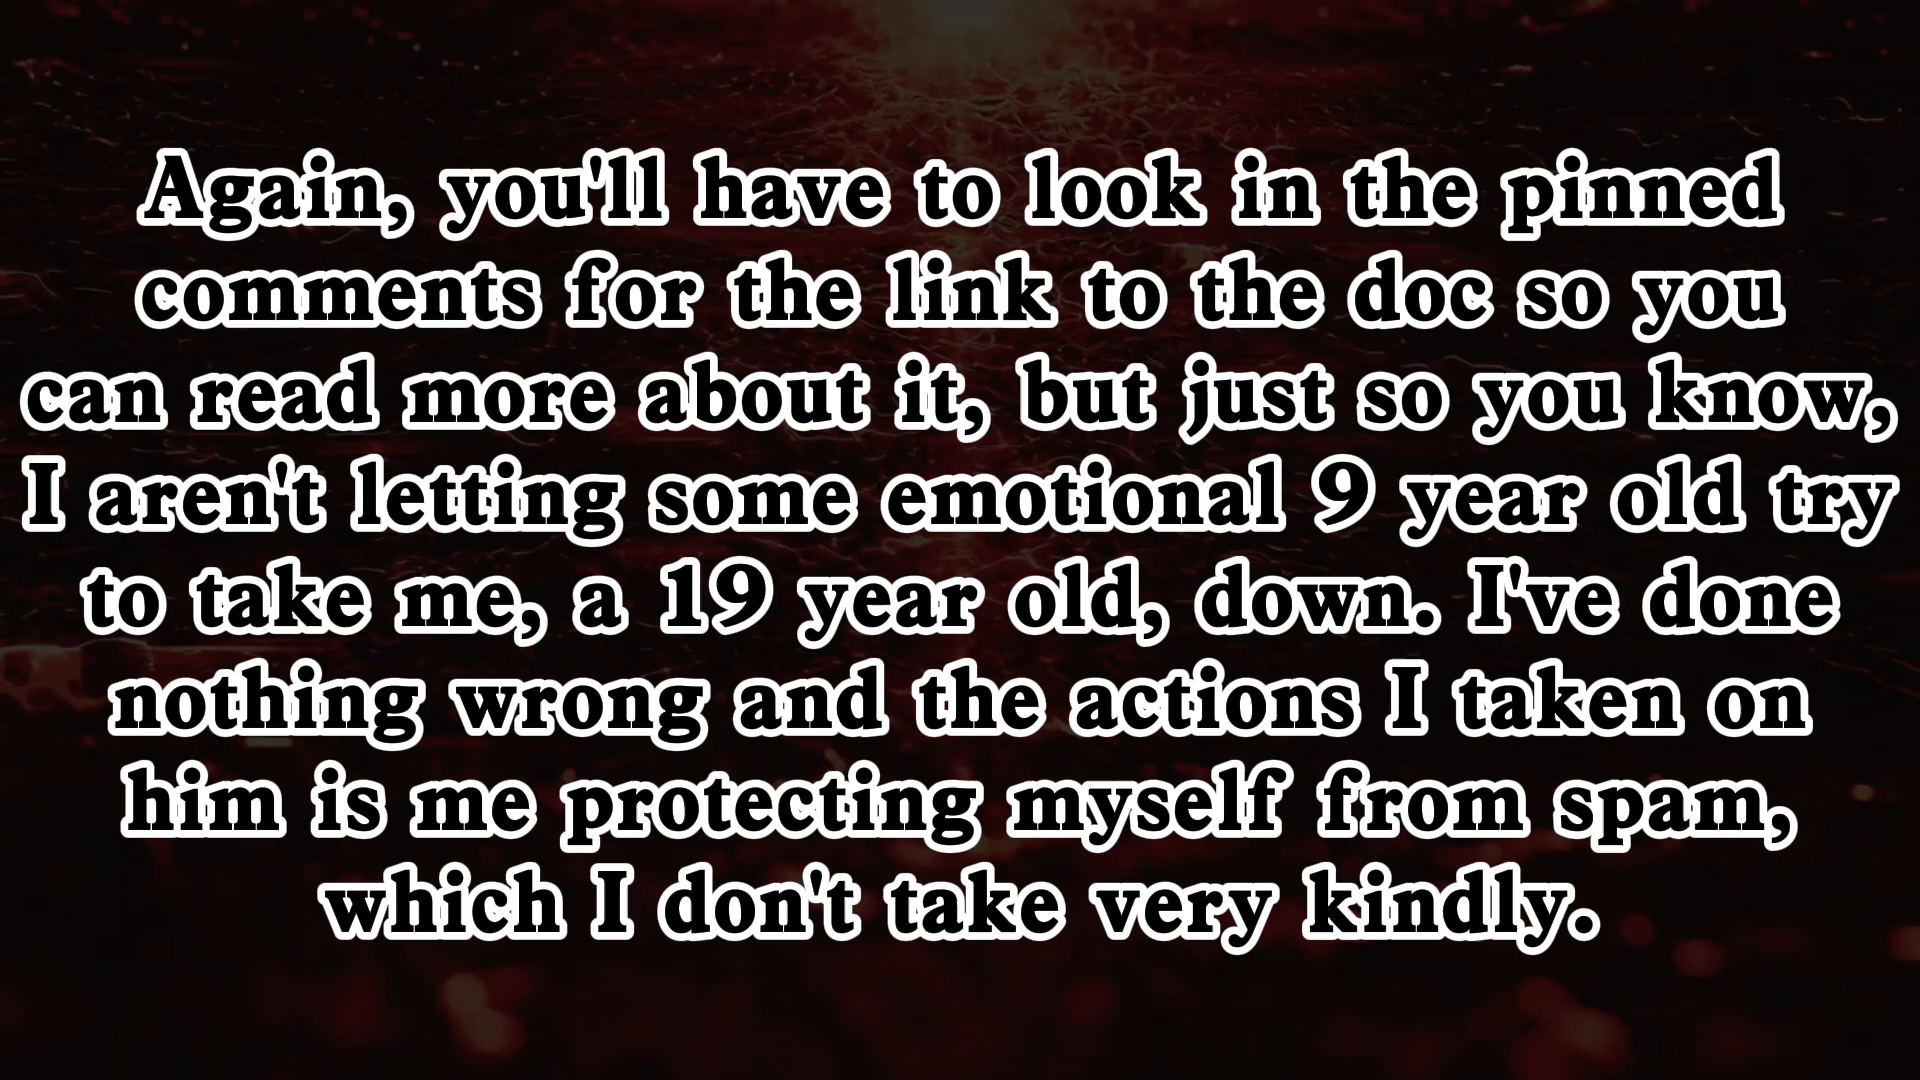 Again, you'll have to look in the pinned
comments for the link to the doc so you
can read more about it, but just so you know,
I aren't letting some emotional 9 year old try
to take me, a 19 year old, down. I've done
nothing wrong and the actions I taken on
him is me protecting myself from spam,
which I don't take very kindly.